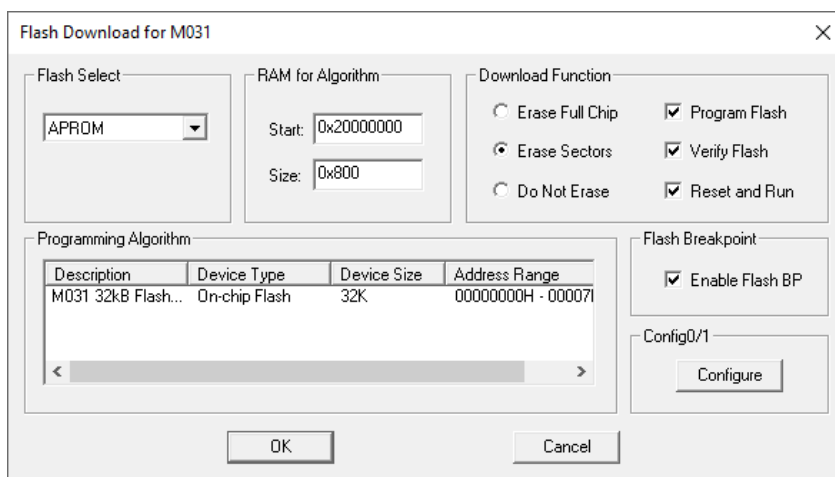 Flash Download for M031
Flash Select
APROM
RAM for Algorithm
Start: 0x20000000
Size: 0x800
Download Function
Erase Full Chip
Erase Sectors
Do Not Erase
Program Flash
Verify Flash
Reset and Run
Programming Algorithm
Description Device Type Device Size Address Range
M031 32kB Flash... On-chip Flash 32K 00000000H - 00007
Flash Breakpoint
Enable Flash BP
Config0/1
Configure
OK
Cancel